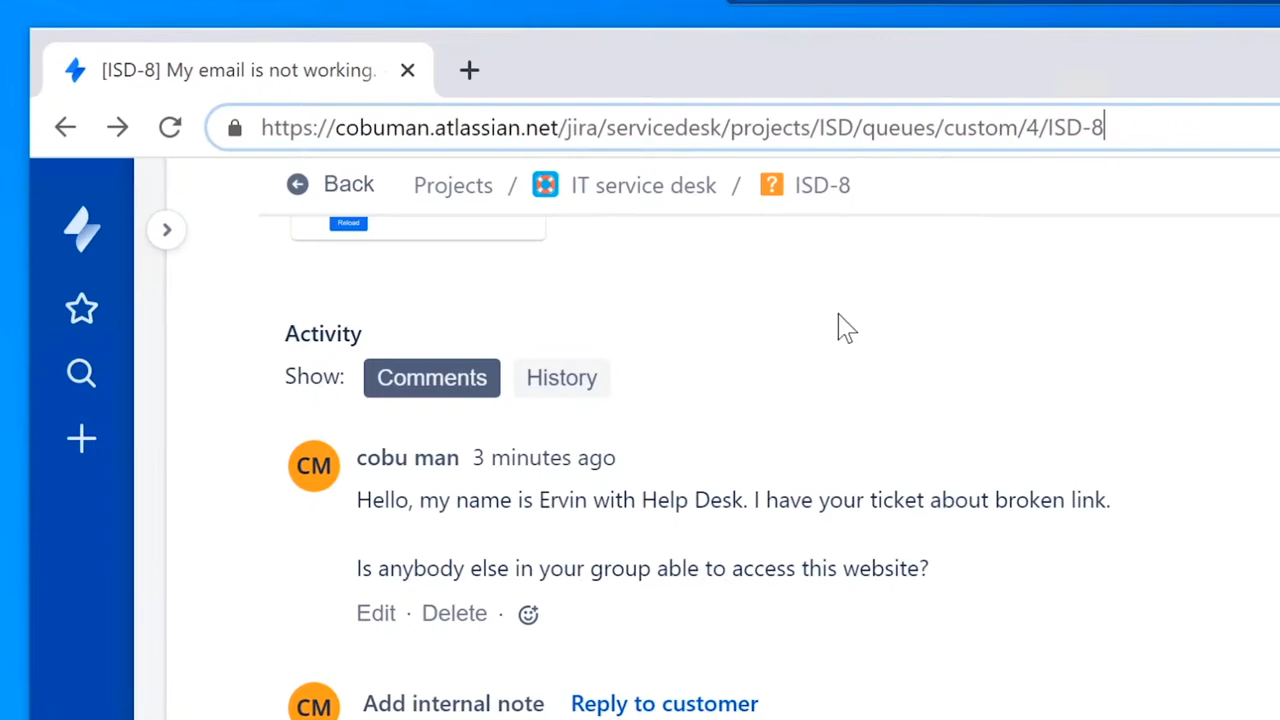 [ISD-8] My email is not working.
https://cobuman.atlassian.net/jira/servicedesk/projects/ISD/queues/custom/4/ISD-8
Back Projects / IT service desk / ? ISD-8
Reload
Activity
Show: Comments History
CM cobu man 3 minutes ago
Hello, my name is Ervin with Help Desk. I have your ticket about broken link.
Is anybody else in your group able to access this website?
Edit · Delete ·
CM Add internal note Reply to customer